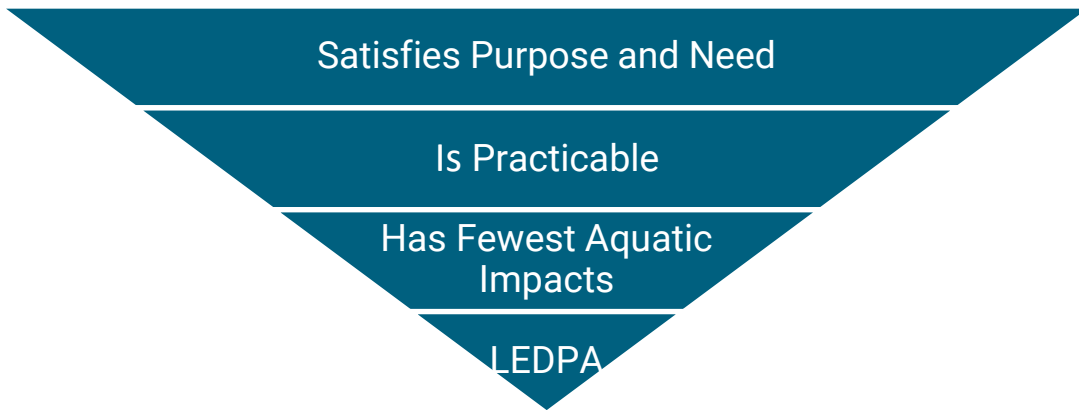 Satisfies Purpose and Need
Is Practicable
Has Fewest Aquatic
Impacts
LEDPA